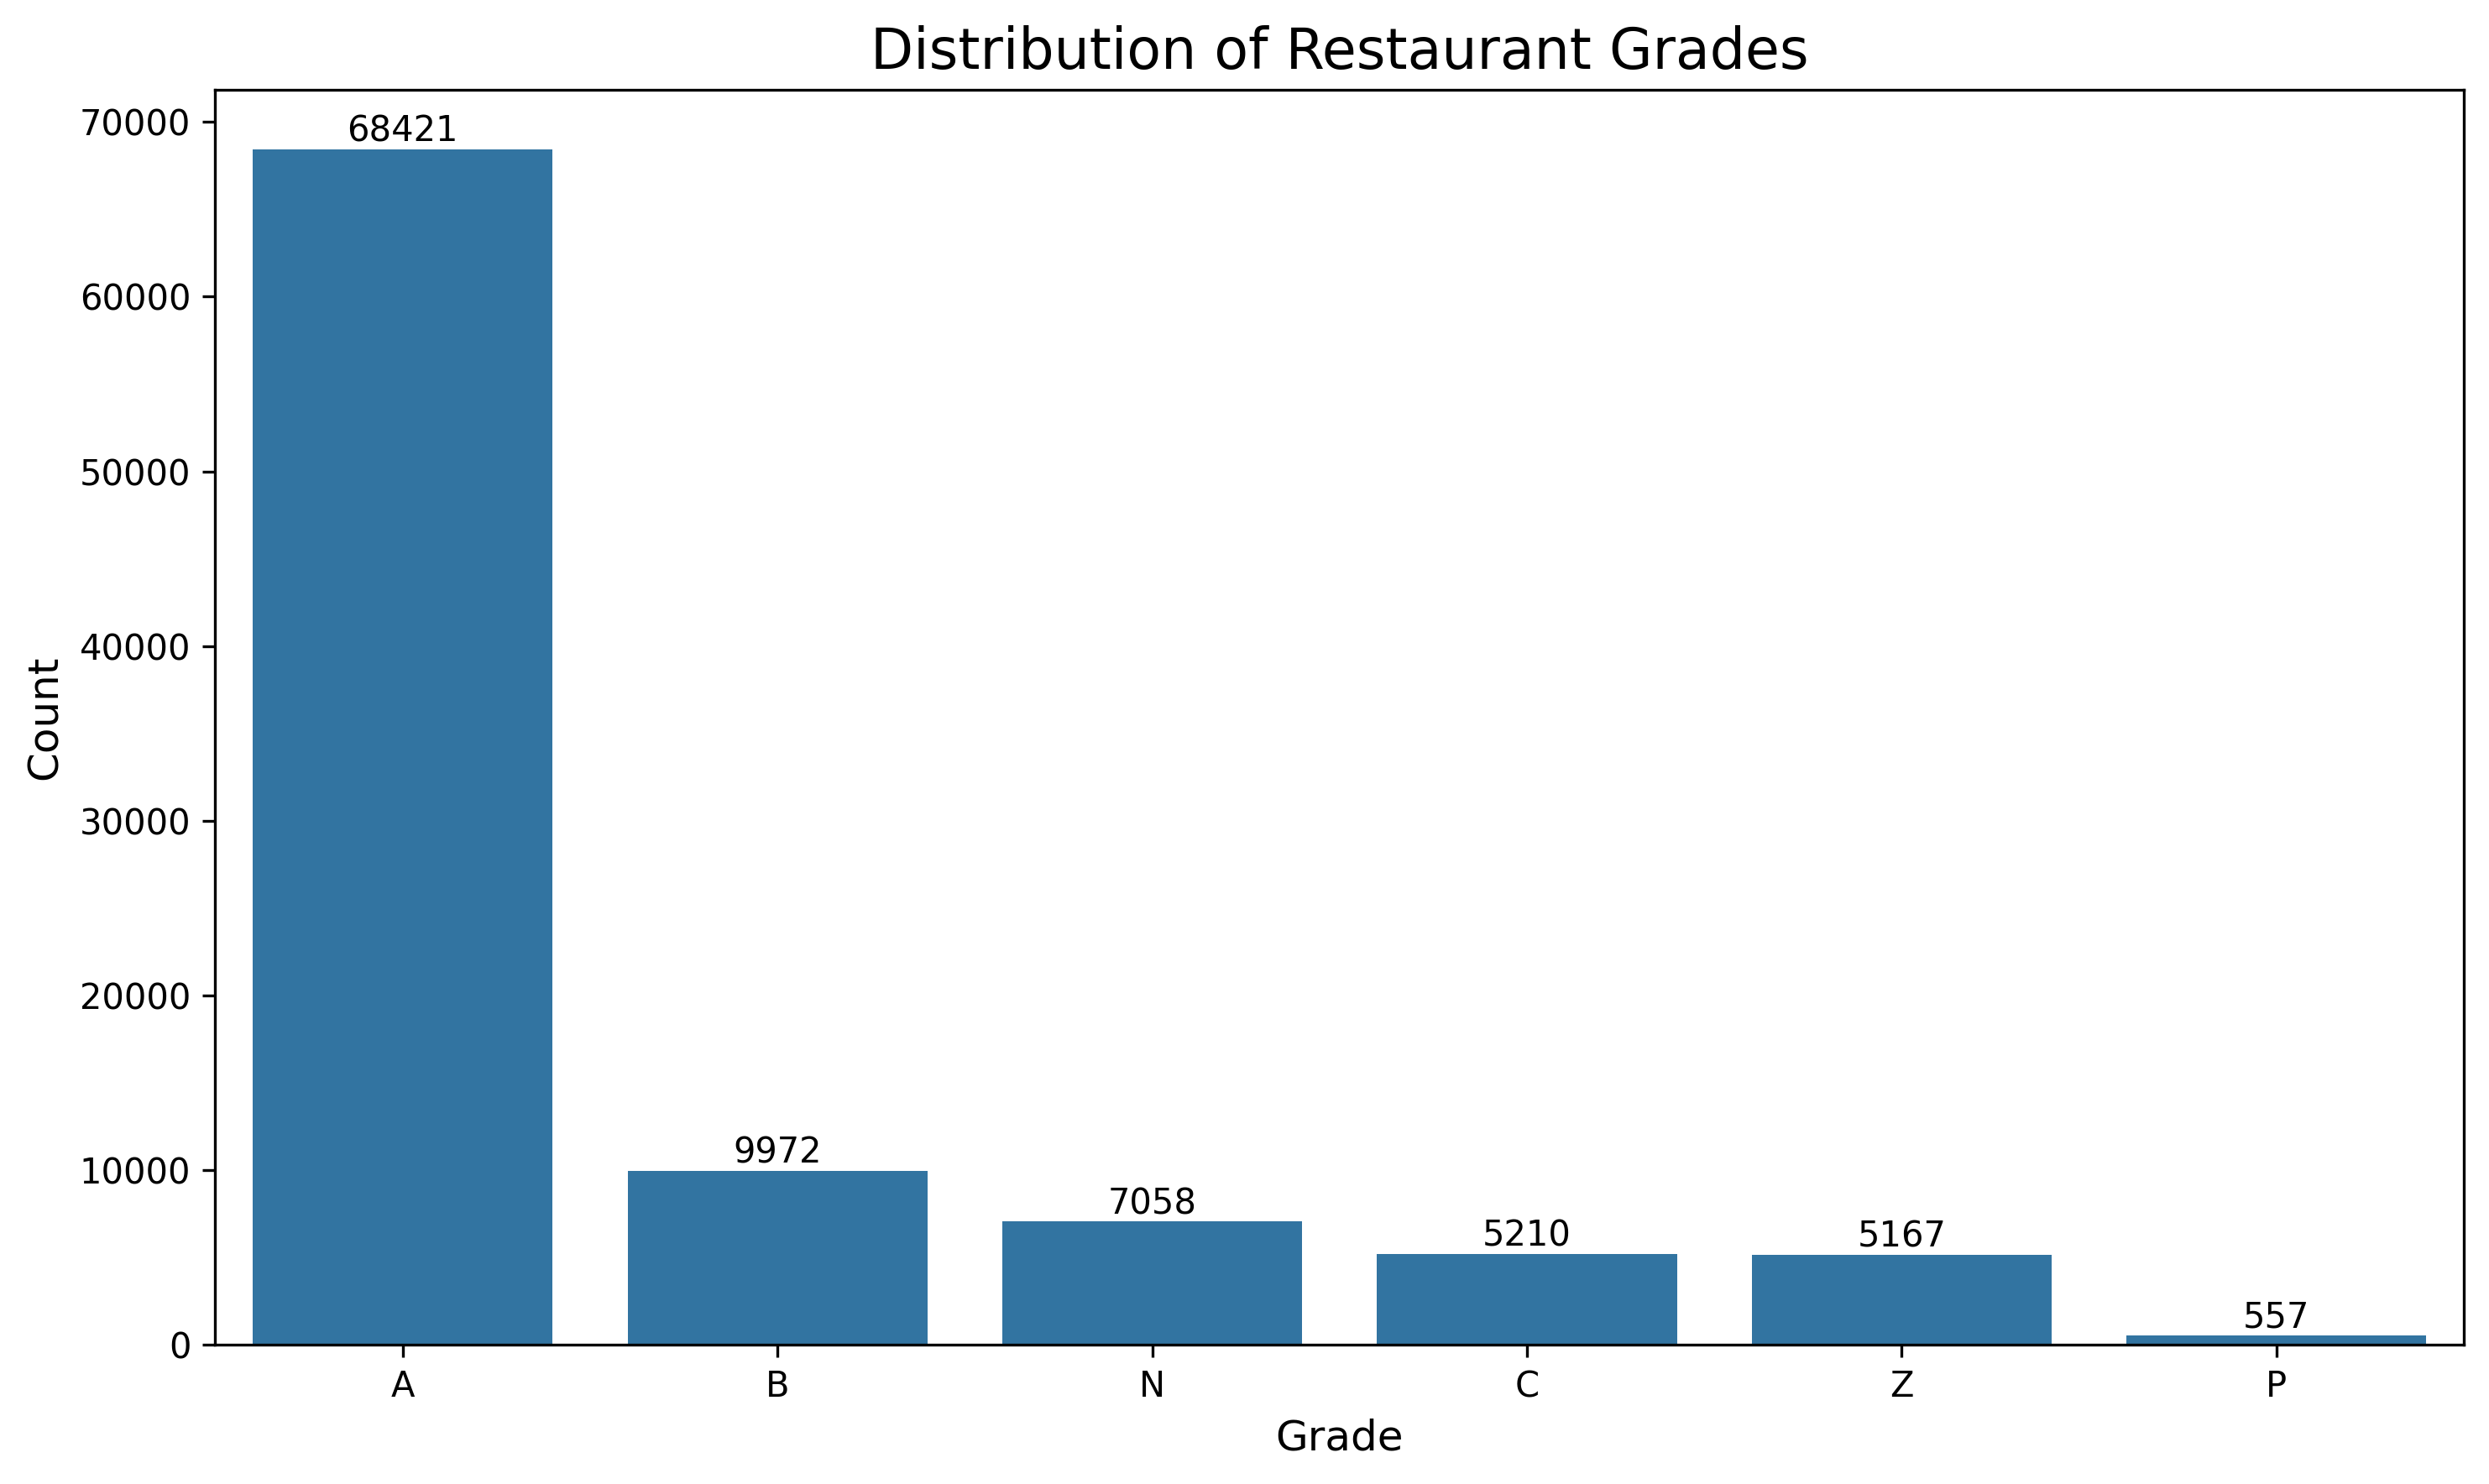 Distribution of Restaurant Grades
Count
70000
60000
50000
40000
30000
20000
10000
0
68421
9972
7058
5210
5167
557
A
B
N
C
Z
P
Grade